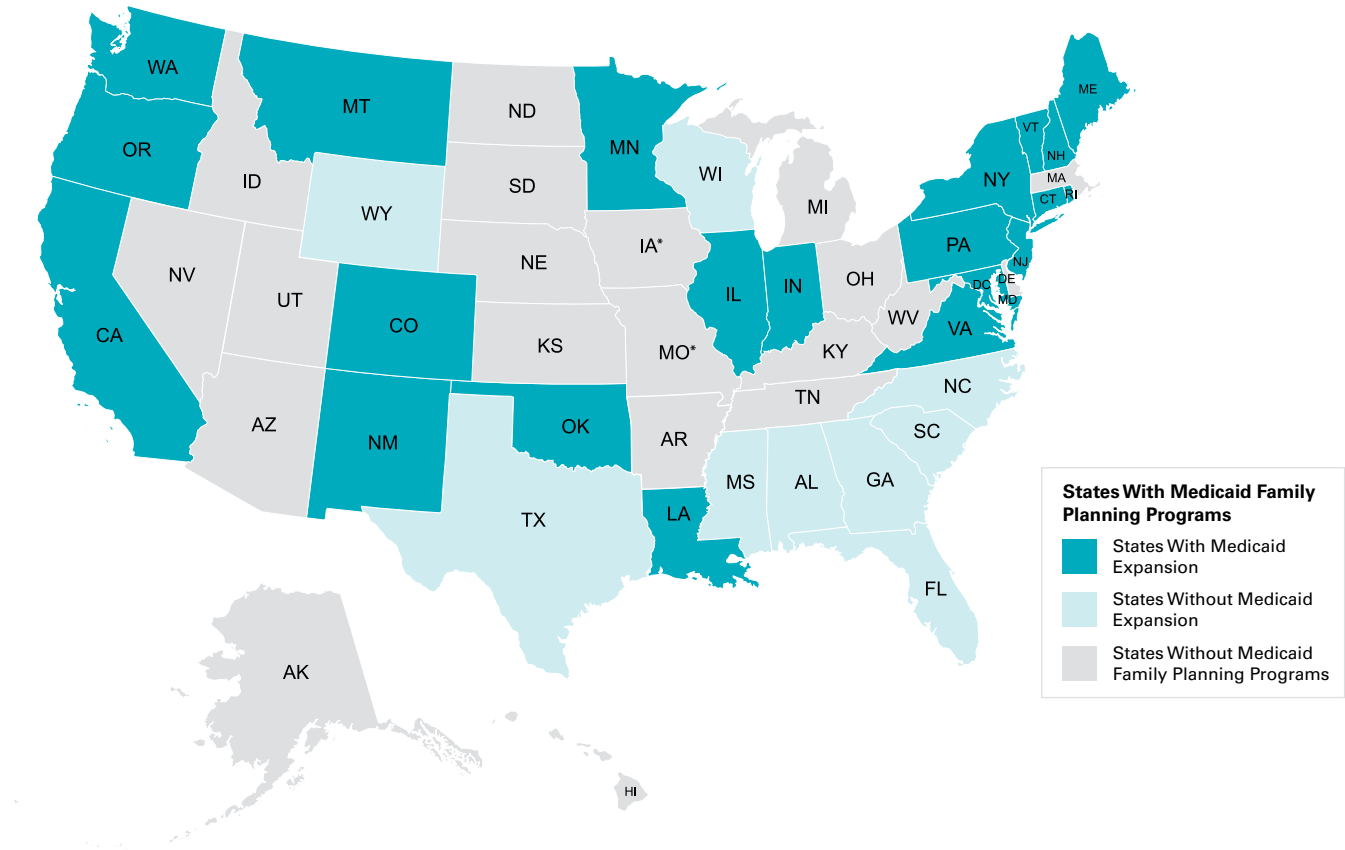 WA
MT
ND
MN
ME
VT
NH
OR
ID
SD
WI
NY
MA
CT
RI
WY
MI
IA*
PA
NV
NE
OH
NJ
UT
IL
IN
DE
DC
MD
CA
CO
WV
VA
KS
MO*
KY
NC
TN
AZ
NM
OK
AR
SC
MS
AL
GA
TX
LA
FL
AK
HI
States With Medicaid Family
Planning Programs
States With Medicaid
Expansion
States Without Medicaid
Expansion
States Without Medicaid
Family Planning Programs